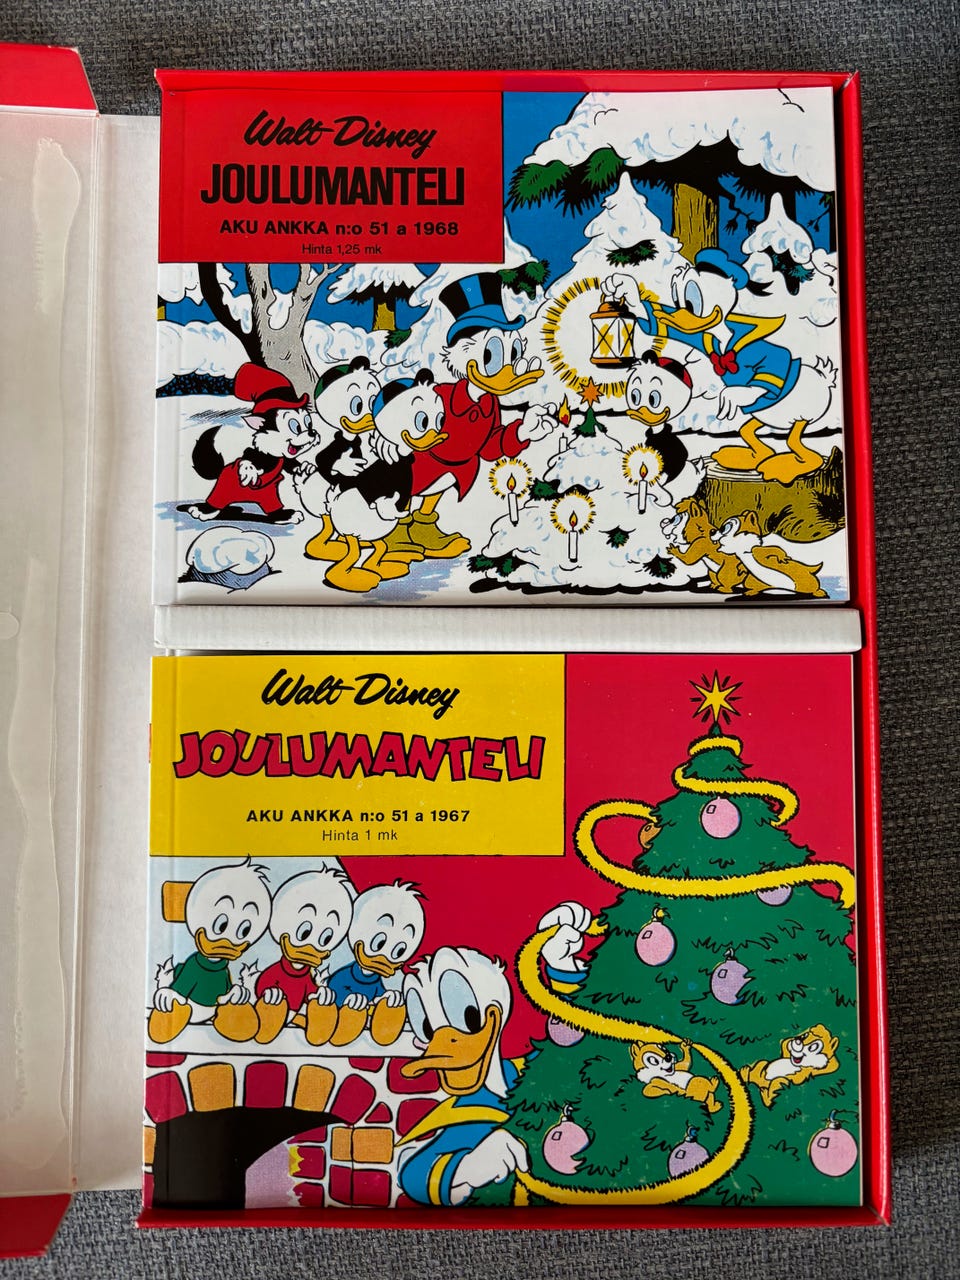 Walt Disney
JOULUMANTELI
AKU ANKKA n:o 51 a 1968
Hinta 1,25 mk
Walt Disney
JOULUMANTELI
AKU ANKKA n:o 51 a 1967
Hinta 1 mk